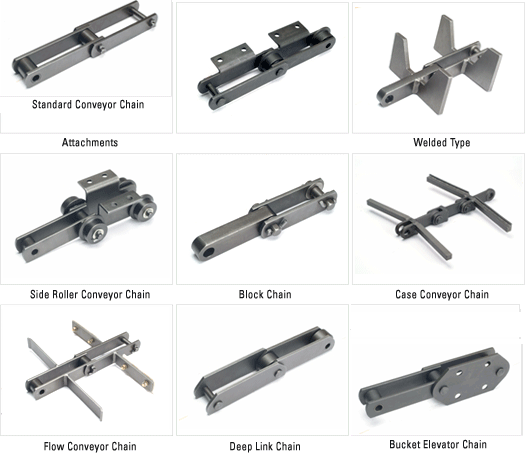 Standard Conveyor Chain
Attachments
Welded Type
Side Roller Conveyor Chain
Block Chain
Case Conveyor Chain
Flow Conveyor Chain
Deep Link Chain
Bucket Elevator Chain